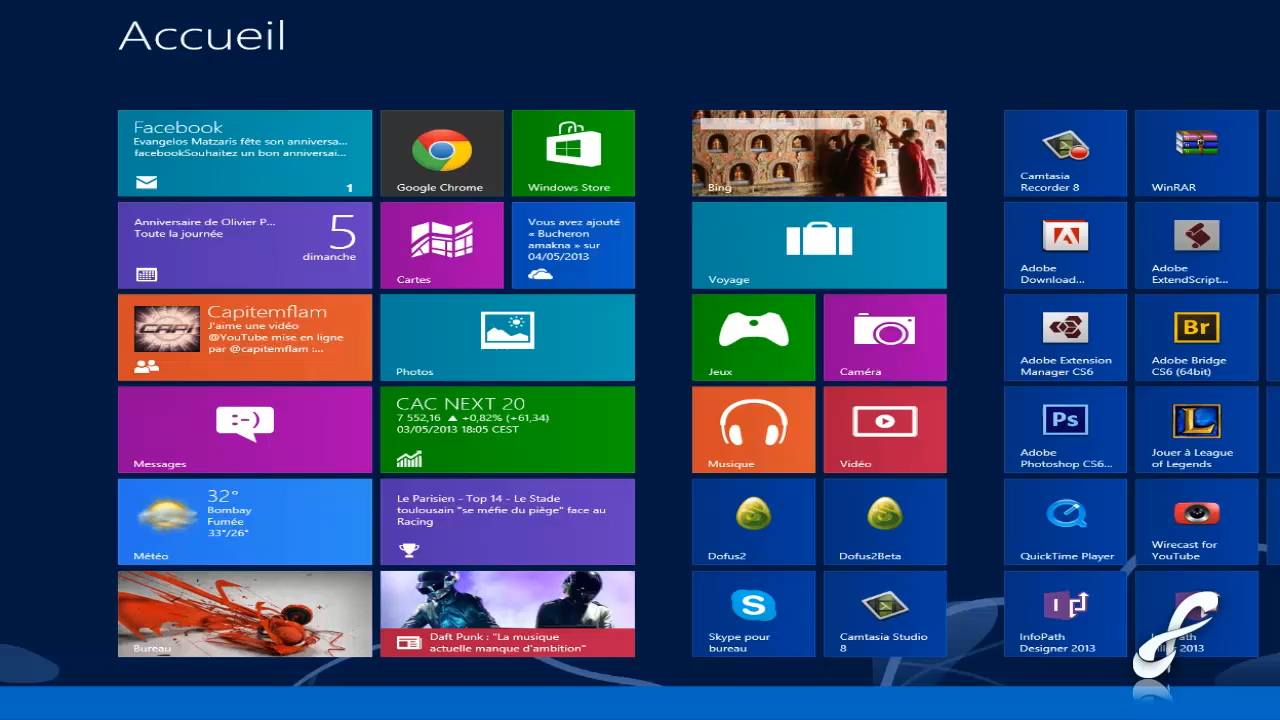 Accueil
Facebook
Evangelos Matzaris fête son anniversa...
facebookSouhaitez un bon anniversai...
1
Google Chrome
Windows Store
Anniversaire de Olivier P...
Toute la journée
5
dimanche
Cartes
Vous avez ajouté
« Bucheron
amakna » sur
04/05/2013
CAPI
Capitemflam
J'aime une vidéo
@YouTube mise en ligne
par @capitemflam :...
Photos
:-)
Messages
CAC NEXT 20
7 552,16 ▲ +0,82% (+61,34)
03/05/2013 18:05 CEST
32°
Bombay
Fumée
33°/26°
Météo
Le Parisien - Top 14 - Le Stade
toulousain "se méfie du piège" face au
Racing
Bureau
Daft Punk : "La musique
actuelle manque d'ambition"
Bing
Voyage
Jeux
Caméra
Musique
Vidéo
Dofus2
Dofus2Beta
S
Skype pour
bureau
Camtasia Studio
8
Camtasia
Recorder 8
WinRAR
Adobe
Download...
Adobe
ExtendScript...
Adobe Extension
Manager CS6
Br
Adobe Bridge
CS6 (64bit)
Ps
Adobe
Photoshop CS6...
L
Jouer à League
of Legends
QuickTime Player
Wirecast for
YouTube
I
InfoPath
Designer 2013
2013